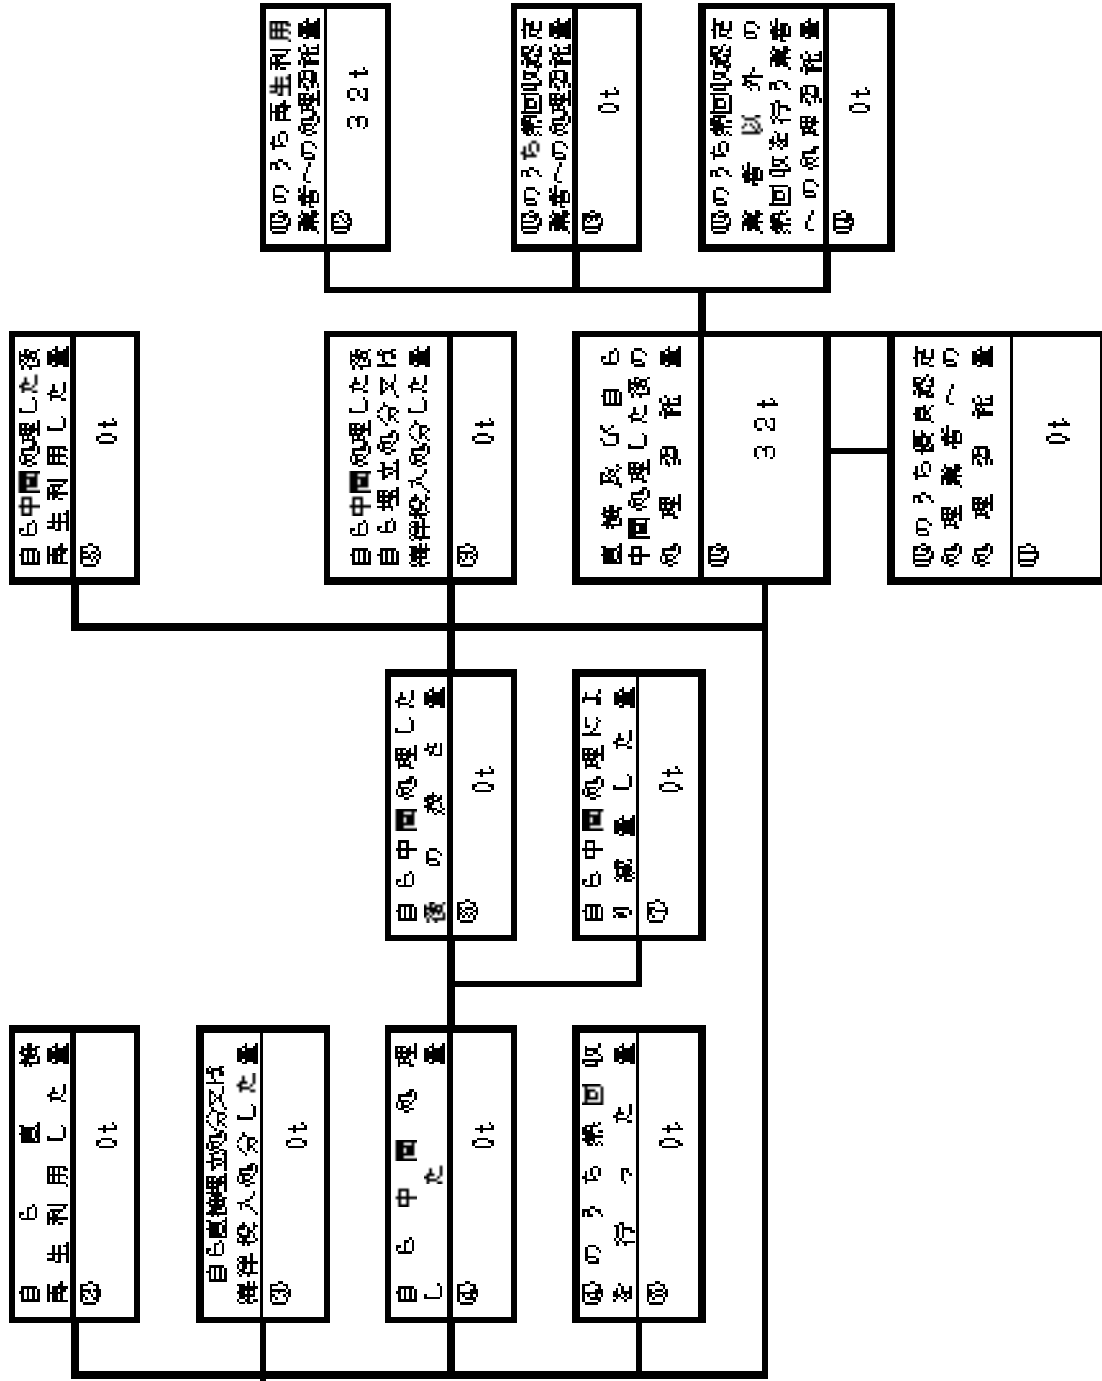 自ら直接
再生利用した量
②
0t
自ら直接埋立処分又は
海洋投入処分した量
③
0t
自ら中間処理
した量
④
0t
④のうち熱回収
を行った量
⑤
0t
自ら中間処理した
後の残さ量
⑥
0t
自ら中間処理によ
り減量した量
⑦
0t
自ら中間処理した後
再生利用した量
⑧
0t
自ら中間処理した後
自ら埋立処分又は
海洋投入処分した量
⑨
0t
直接及び自ら
中間処理した後の
処理委託量
⑩
32t
⑩のうち優良認定
処理業者への
処理委託量
⑪
0t
⑩のうち再生利用
業者への処理委託量
⑫
32t
⑩のうち熱回収認定
業者への処理委託量
⑬
0t
⑩のうち熱回収認定
業者以外の
熱回収を行う業者
への処理委託量
⑭
0t